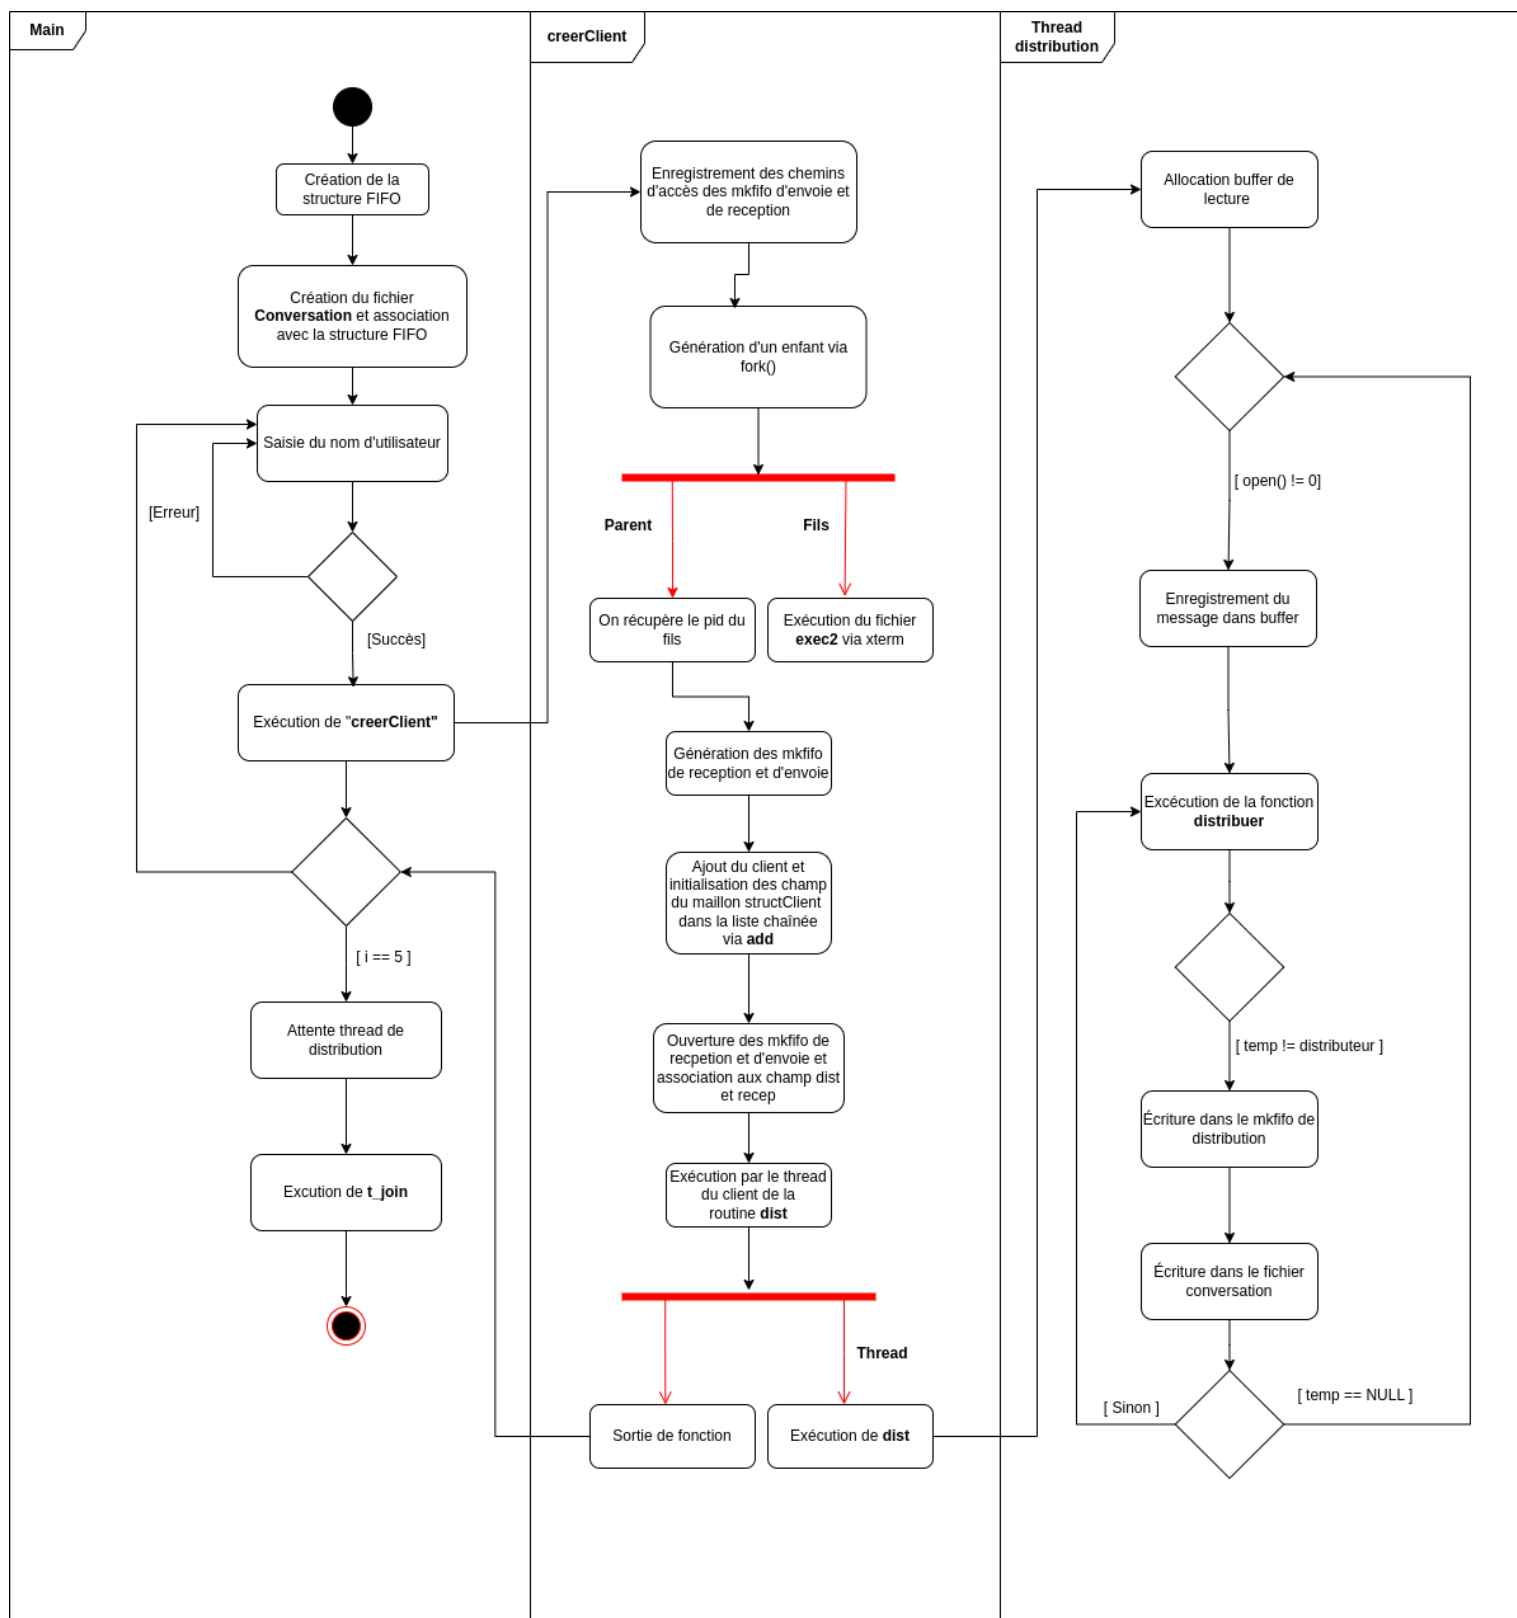 Main
Création de la
structure FIFO
Création du fichier
Conversation et association
avec la structure FIFO
Saisie du nom d'utilisateur
[Erreur]
[Succès]
Exécution de "creerClient"
[ i == 5 ]
Attente thread de
distribution
Excution de t_join
creerClient
Enregistrement des chemins
d'accès des mkfifo d'envoie et
de reception
Génération d'un enfant via
fork()
Parent
Fils
On récupère le pid du
fils
Exécution du fichier
exec2 via xterm
Génération des mkfifo
de reception et d'envoie
Ajout du client et
initialisation des champ
du maillon structClient
dans la liste chaînée
via add
Ouverture des mkfifo de
recpetion et d'envoie et
association aux champ dist
et recep
Exécution par le thread
du client de la
routine dist
Thread
Sortie de fonction
Exécution de dist
Thread
distribution
Allocation buffer de
lecture
[ open() != 0]
Enregistrement du
message dans buffer
Excécution de la fonction
distribuer
[ temp != distributeur ]
Écriture dans le mkfifo de
distribution
Écriture dans le fichier
conversation
[ Sinon ]
[ temp == NULL ]